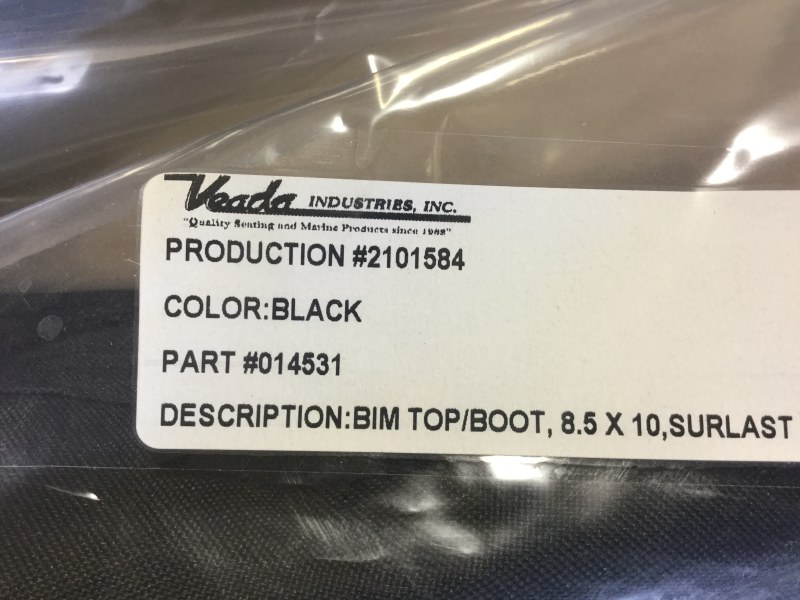 Veada INDUSTRIES, INC.
"Quality Seating and Marine Products since 1968"
PRODUCTION #2101584
COLOR:BLACK
PART #014531
DESCRIPTION:BIM TOP/BOOT, 8.5 X 10,SURLAST